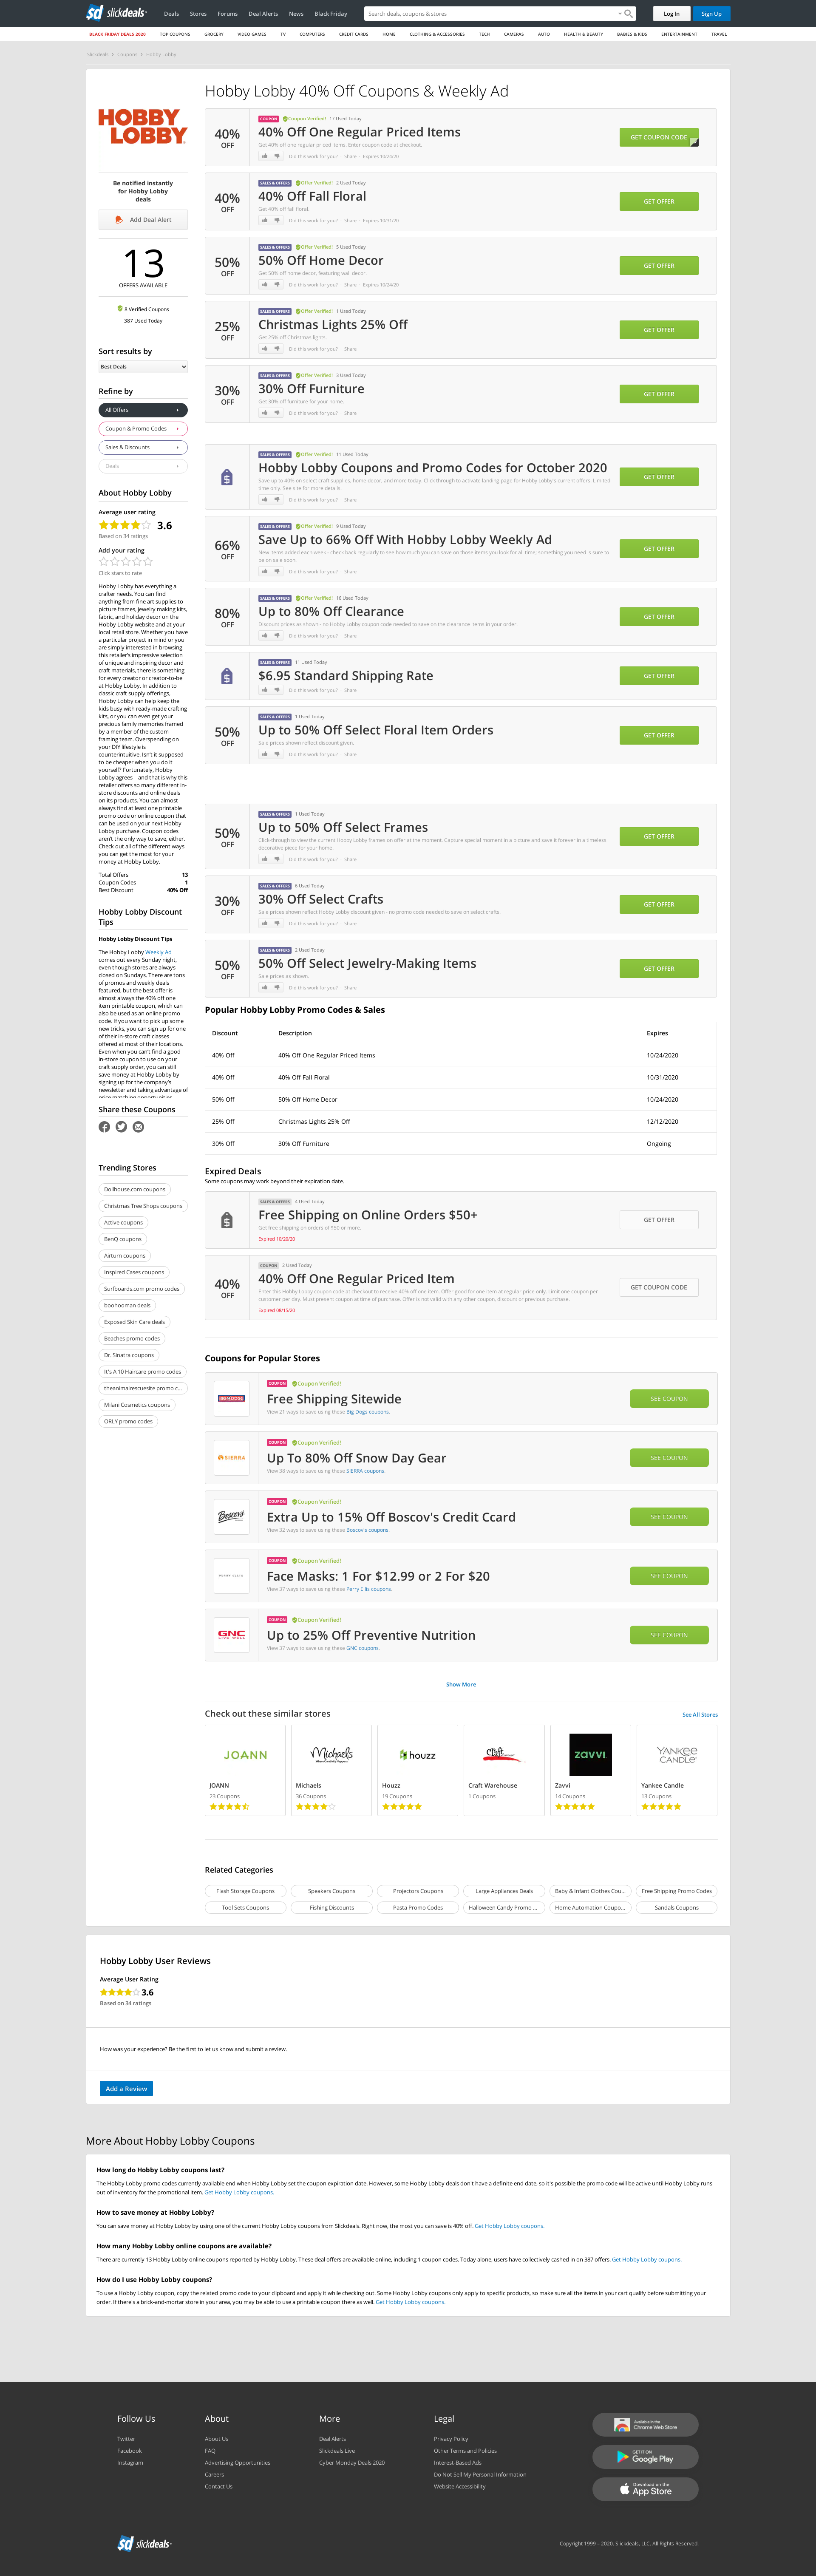 slickdeals
Deals Stores Forums Deal Alerts News Black Friday
Search deals, coupons & stores
Log In Sign Up
BLACK FRIDAY DEALS 2020 TOP COUPONS GROCERY VIDEO GAMES TV COMPUTERS CREDIT CARDS HOME CLOTHING & ACCESSORIES TECH CAMERAS AUTO HEALTH & BEAUTY BABIES & KIDS ENTERTAINMENT TRAVEL
Slickdeals > Coupons > Hobby Lobby
HOBBY
LOBBY
Be notified instantly
for Hobby Lobby
deals
Add Deal Alert
13
OFFERS AVAILABLE
8 Verified Coupons
387 Used Today
Sort results by
Best Deals
Refine by
All Offers
Coupon & Promo Codes
Sales & Discounts
Deals
About Hobby Lobby
Average user rating
3.6
Based on 34 ratings
Add your rating
Click stars to rate
Hobby Lobby has everything a
crafter needs. You can find
anything from fine art supplies to
picture frames, jewelry making kits,
fabric, and holiday decor on the
Hobby Lobby website and at your
local retail store. Whether you have
a particular project in mind or you
are simply interested in browsing
this retailer's impressive selection
of unique and inspiring decor and
craft materials, there is something
for every creator or creator-to-be
at Hobby Lobby. In addition to
classic craft supply offerings,
Hobby Lobby can help keep the
kids busy with ready-made crafting
kits, or you can even get your
precious family memories framed
by a member of the custom
framing team. Overspending on
your DIY lifestyle is
counterintuitive. Isn't it supposed
to be cheaper when you do it
yourself? Fortunately, Hobby
Lobby agrees—and that is why this
retailer offers so many different in-
store discounts and online deals
on its products. You can almost
always find at least one printable
promo code or online coupon that
can be used on your next Hobby
Lobby purchase. Coupon codes
aren't the only way to save, either.
Check out all of the different ways
you can get the most for your
money at Hobby Lobby.
Total Offers 13
Coupon Codes 1
Best Discount 40% Off
Hobby Lobby Discount
Tips
Hobby Lobby Discount Tips
The Hobby Lobby Weekly Ad
comes out every Sunday night,
even though stores are always
closed on Sundays. There are tons
of promos and weekly deals
featured, but the best offer is
almost always the 40% off one
item printable coupon, which can
also be used as an online promo
code. If you want to pick up some
new tricks, you can sign up for one
of their in-store craft classes
offered at most of their locations.
Even when you can't find a good
in-store coupon to use on your
craft supply order, you can still
save money at Hobby Lobby by
signing up for the company's
newsletter and taking advantage of
price matching opportunities.
Share these Coupons
Trending Stores
Dollhouse.com coupons
Christmas Tree Shops coupons
Active coupons
BenQ coupons
Airturn coupons
Inspired Cases coupons
Surfboards.com promo codes
boohooman deals
Exposed Skin Care deals
Beaches promo codes
Dr. Sinatra coupons
It's A 10 Haircare promo codes
theanimalrescuesite promo c...
Milani Cosmetics coupons
ORLY promo codes
Hobby Lobby 40% Off Coupons & Weekly Ad
40% OFF
COUPON Coupon Verified! 17 Used Today
40% Off One Regular Priced Items
Get 40% off one regular priced items. Enter coupon code at checkout.
Did this work for you? · Share · Expires 10/24/20
GET COUPON CODE
40% OFF
SALES & OFFERS Offer Verified! 2 Used Today
40% Off Fall Floral
Get 40% off fall floral.
Did this work for you? · Share · Expires 10/31/20
GET OFFER
50% OFF
SALES & OFFERS Offer Verified! 5 Used Today
50% Off Home Decor
Get 50% off home decor, featuring wall decor.
Did this work for you? · Share · Expires 10/24/20
GET OFFER
25% OFF
SALES & OFFERS Offer Verified! 1 Used Today
Christmas Lights 25% Off
Get 25% off Christmas lights.
Did this work for you? · Share
GET OFFER
30% OFF
SALES & OFFERS Offer Verified! 3 Used Today
30% Off Furniture
Get 30% off furniture for your home.
Did this work for you? · Share
GET OFFER
SALES & OFFERS Offer Verified! 11 Used Today
Hobby Lobby Coupons and Promo Codes for October 2020
Save up to 40% on select craft supplies, home decor, and more today. Click through to activate landing page for Hobby Lobby's current offers. Limited
time only. See site for more details.
Did this work for you? · Share
GET OFFER
66% OFF
SALES & OFFERS Offer Verified! 9 Used Today
Save Up to 66% Off With Hobby Lobby Weekly Ad
New items added each week - check back regularly to see how much you can save on those items you look for all time; something you need is sure to
be on sale soon.
Did this work for you? · Share
GET OFFER
80% OFF
SALES & OFFERS Offer Verified! 16 Used Today
Up to 80% Off Clearance
Discount prices as shown - no Hobby Lobby coupon code needed to save on the clearance items in your order.
Did this work for you? · Share
GET OFFER
SALES & OFFERS 11 Used Today
$6.95 Standard Shipping Rate
Did this work for you? · Share
GET OFFER
50% OFF
SALES & OFFERS 1 Used Today
Up to 50% Off Select Floral Item Orders
Sale prices shown reflect discount given.
Did this work for you? · Share
GET OFFER
50% OFF
SALES & OFFERS 1 Used Today
Up to 50% Off Select Frames
Click-through to view the current Hobby Lobby Frames on offer at the moment. Capture special moment in a picture and save it forever in a timeless
decorative piece for your home.
Did this work for you? · Share
GET OFFER
30% OFF
SALES & OFFERS 6 Used Today
30% Off Select Crafts
Sale prices shown reflect Hobby Lobby discount given - no promo code needed to save on select crafts.
Did this work for you? · Share
GET OFFER
50% OFF
SALES & OFFERS 2 Used Today
50% Off Select Jewelry-Making Items
Sale prices as shown.
Did this work for you? · Share
GET OFFER
Popular Hobby Lobby Promo Codes & Sales
Discount Description Expires
40% Off 40% Off One Regular Priced Items 10/24/2020
40% Off 40% Off Fall Floral 10/31/2020
50% Off 50% Off Home Decor 10/24/2020
25% Off Christmas Lights 25% Off 12/12/2020
30% Off 30% Off Furniture Ongoing
Expired Deals
Some coupons may work beyond their expiration date.
SALES & OFFERS 4 Used Today
Free Shipping on Online Orders $50+
Get free shipping on orders of $50 or more.
Expired 10/20/20
GET OFFER
40% OFF
COUPON 2 Used Today
40% Off One Regular Priced Item
Enter this Hobby Lobby coupon code at checkout to receive 40% off one item. Offer good for one item at regular price only. Limit one coupon per
customer per day. Must present coupon at time of purchase. Offer is not valid with any other coupon, discount or previous purchase.
Expired 08/15/20
GET COUPON CODE
Coupons for Popular Stores
BIG DOGS
COUPON Coupon Verified!
Free Shipping Sitewide
View 21 ways to save using these Big Dogs coupons.
SEE COUPON
SIERRA
COUPON Coupon Verified!
Up To 80% Off Snow Day Gear
View 38 ways to save using these SIERRA coupons.
SEE COUPON
Boscov's
COUPON Coupon Verified!
Extra Up to 15% Off Boscov's Credit Ccard
View 32 ways to save using these Boscov's coupons.
SEE COUPON
PERRY ELLIS
COUPON Coupon Verified!
Face Masks: 1 For $12.99 or 2 For $20
View 37 ways to save using these Perry Ellis coupons.
SEE COUPON
GNC
LIVE WELL
COUPON Coupon Verified!
Up to 25% Off Preventive Nutrition
View 37 ways to save using these GNC coupons.
SEE COUPON
Show More
Check out these similar stores
See All Stores
JOANN Michaels houzz Craft ZAVVI YANKEE CANDLE
JOANN Michaels Houzz Craft Warehouse Zavvi Yankee Candle
23 Coupons 36 Coupons 19 Coupons 1 Coupons 14 Coupons 13 Coupons
Related Categories
Flash Storage Coupons Speakers Coupons Projectors Coupons Large Appliances Deals Baby & Infant Clothes Cou... Free Shipping Promo Codes
Tool Sets Coupons Fishing Discounts Pasta Promo Codes Halloween Candy Promo ... Home Automation Coupo... Sandals Coupons
Hobby Lobby User Reviews
Average User Rating
3.6
Based on 34 ratings
How was your experience? Be the first to let us know and submit a review.
Add a Review
More About Hobby Lobby Coupons
How long do Hobby Lobby coupons last?
The Hobby Lobby promo codes currently available end when Hobby Lobby set the coupon expiration date. However, some Hobby Lobby deals don't have a definite end date, so it's possible the promo code will be active until Hobby Lobby runs
out of inventory for the promotional item. Get Hobby Lobby coupons.
How to save money at Hobby Lobby?
You can save money at Hobby Lobby by using one of the current Hobby Lobby coupons from Slickdeals. Right now, the most you can save is 40% off. Get Hobby Lobby coupons.
How many Hobby Lobby online coupons are available?
There are currently 13 Hobby Lobby online coupons reported by Hobby Lobby. These deal offers are available online, including 1 coupon codes. Today alone, users have collectively cashed in on 387 offers. Get Hobby Lobby coupons.
How do I use Hobby Lobby coupons?
To use a Hobby Lobby coupon, copy the related promo code to your clipboard and apply it while checking out. Some Hobby Lobby coupons only apply to specific products, so make sure all the items in your cart qualify before submitting your
order. If there's a brick-and-mortar store in your area, you may be able to use a printable coupon there as well. Get Hobby Lobby coupons.
Follow Us About More Legal
Twitter About Us Deal Alerts Privacy Policy
Facebook FAQ Slickdeals Live Other Terms and Policies
Instagram Advertising Opportunities Cyber Monday Deals 2020 Interest-Based Ads
Careers Do Not Sell My Personal Information
Contact Us Website Accessibility
Available in the
Chrome Web Store
GET IT ON
Google Play
Download on the
App Store
slickdeals
Copyright 1999 - 2020. Slickdeals, LLC. All Rights Reserved.